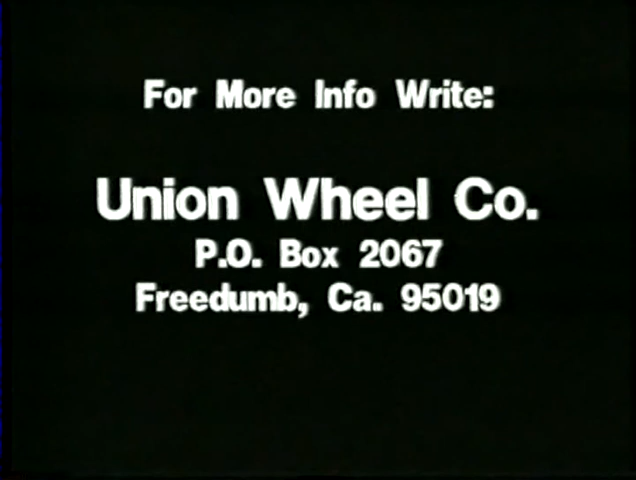 For More Info Write:
Union Wheel Co.
P.O. Box 2067
Freedumb, Ca. 95019